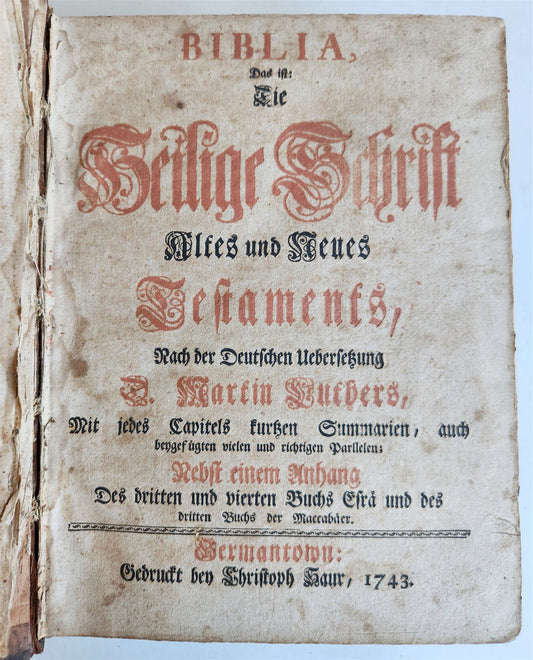 BIBLIA,
Das ist:
Die
Heilige Schrift
Altes und Neues
Testaments,
Nach der Deutschen Uebersetzung
D. Martin Luthers,
Mit jedes Capitels kurtzen Summarien, auch
beygefügten vielen und richtigen Parllelen;
Nebst einem Anhang
Des dritten und vierten Buchs Esrä und des
dritten Buchs der Maccabäer.
Germantown:
Gedruckt bey Christoph Saur, 1743.